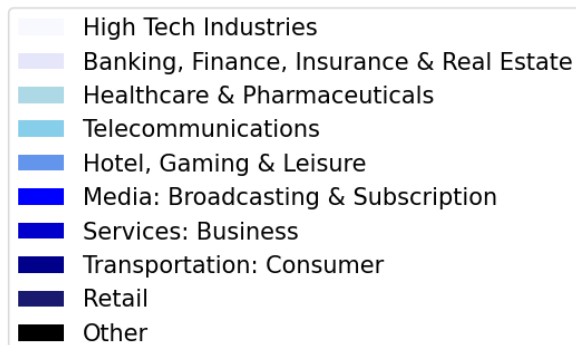 High Tech Industries
Banking, Finance, Insurance & Real Estate
Healthcare & Pharmaceuticals
Telecommunications
Hotel, Gaming & Leisure
Media: Broadcasting & Subscription
Services: Business
Transportation: Consumer
Retail
Other